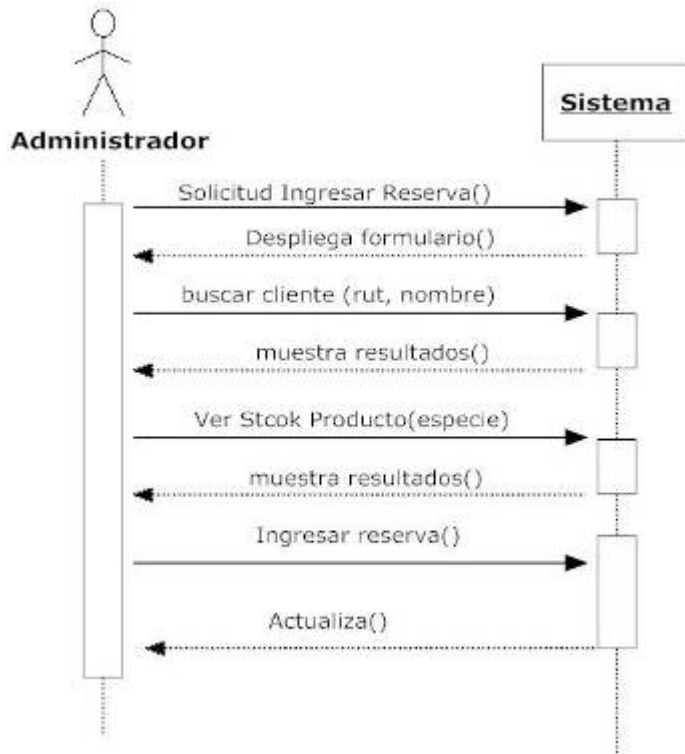 Administrador
Sistema
Solicitud Ingresar Reserva()
Despliega formulario()
buscar cliente (rut, nombre)
muestra resultados()
Ver Stcok Producto(especie)
muestra resultados()
Ingresar reserva()
Actualiza()